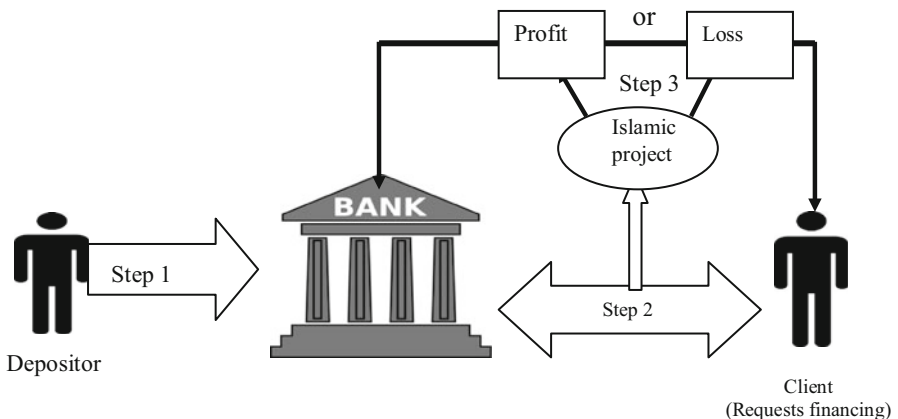 or
Profit
Loss
Step 3
Islamic
project
BANK
Step 1
Step 2
Depositor
Client
(Requests financing)